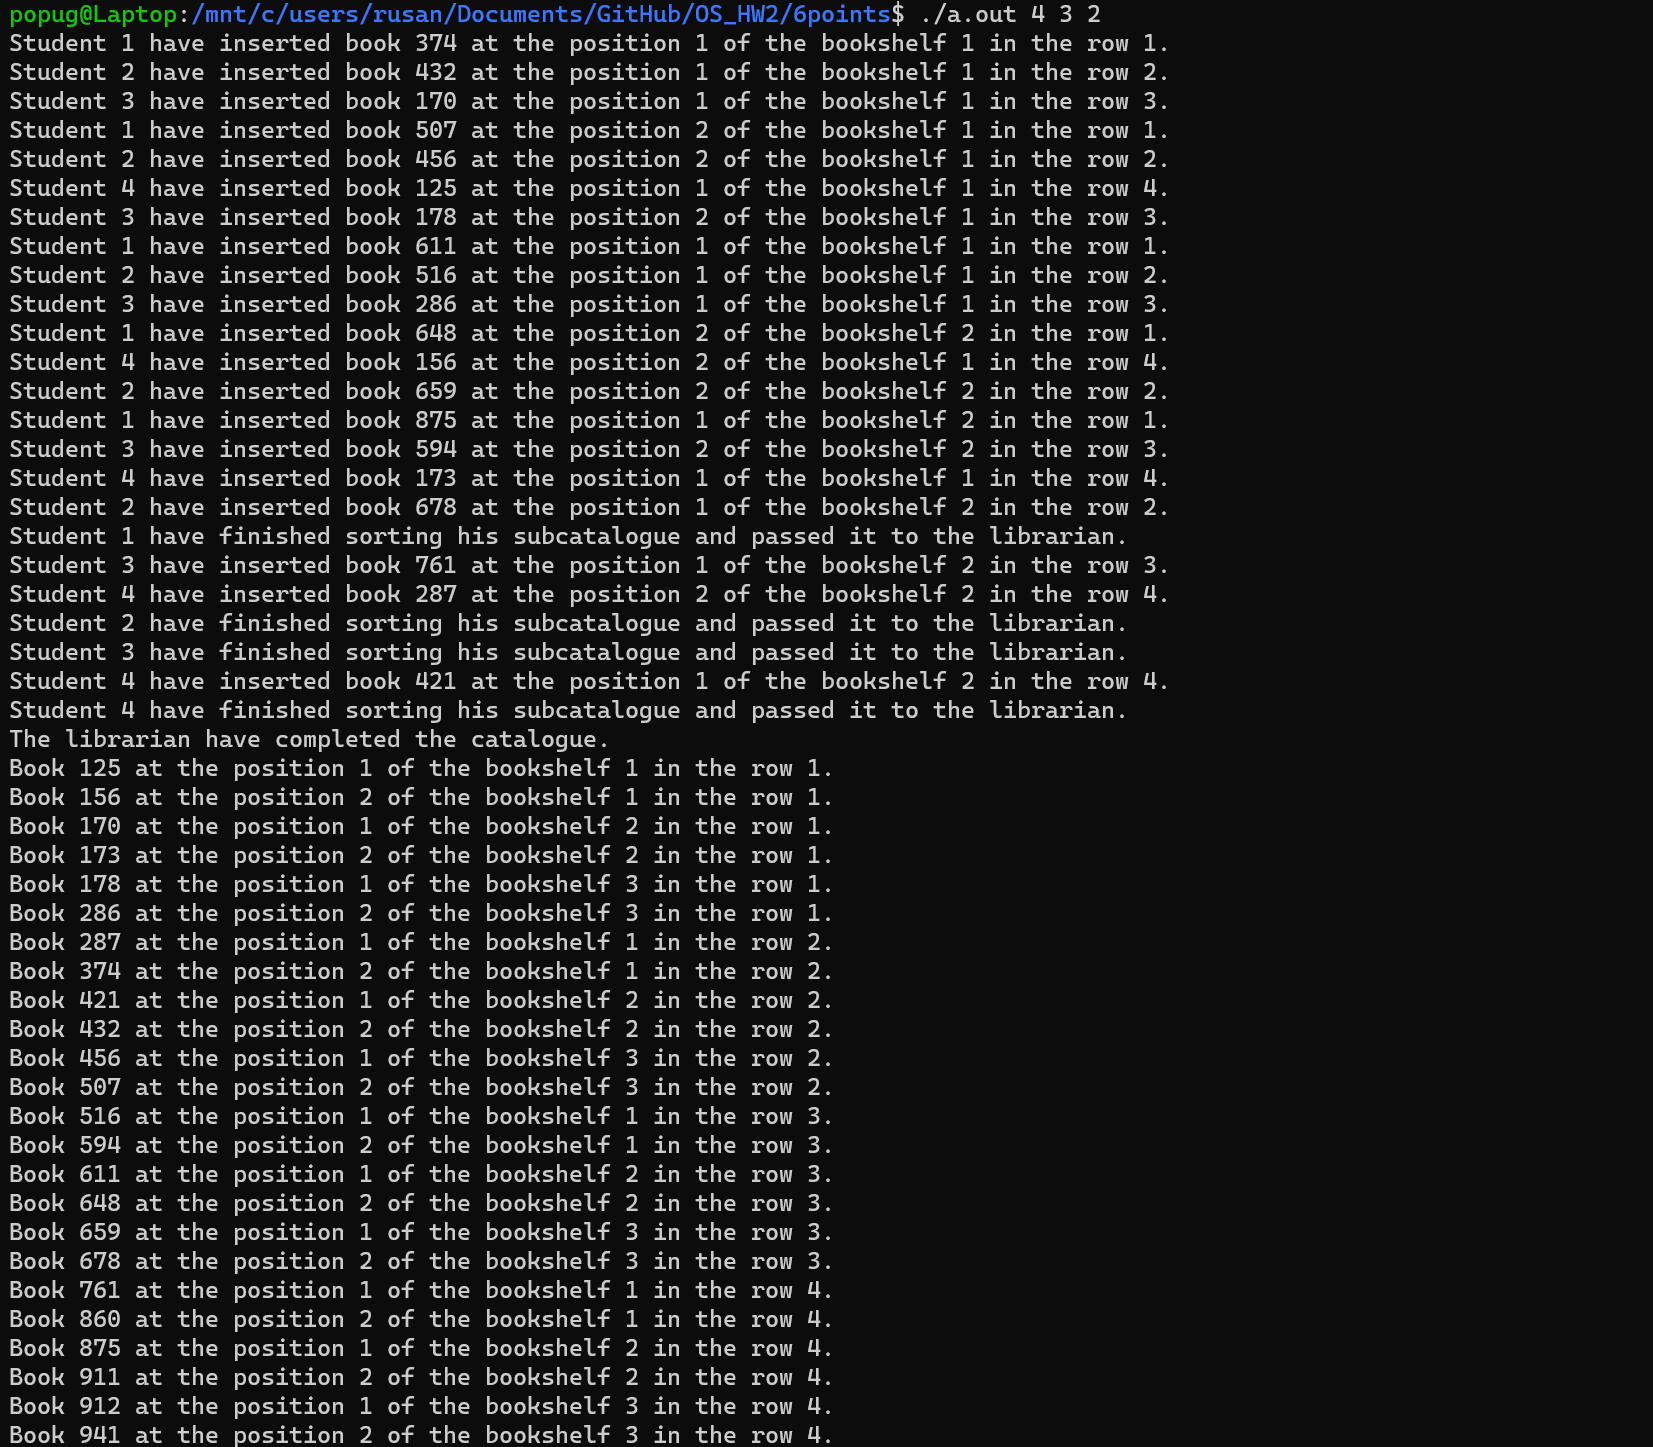 popug@Laptop:/mnt/c/users/rusan/Documents/GitHub/OS_HW2/6points$ ./a.out 4 3 2
Student 1 have inserted book 374 at the position 1 of the bookshelf 1 in the row 1.
Student 2 have inserted book 432 at the position 1 of the bookshelf 1 in the row 2.
Student 3 have inserted book 170 at the position 1 of the bookshelf 1 in the row 3.
Student 1 have inserted book 507 at the position 2 of the bookshelf 1 in the row 1.
Student 2 have inserted book 456 at the position 2 of the bookshelf 1 in the row 2.
Student 4 have inserted book 125 at the position 1 of the bookshelf 1 in the row 4.
Student 3 have inserted book 178 at the position 2 of the bookshelf 1 in the row 3.
Student 1 have inserted book 611 at the position 1 of the bookshelf 1 in the row 1.
Student 2 have inserted book 516 at the position 1 of the bookshelf 1 in the row 2.
Student 3 have inserted book 286 at the position 1 of the bookshelf 1 in the row 3.
Student 1 have inserted book 648 at the position 2 of the bookshelf 2 in the row 1.
Student 4 have inserted book 156 at the position 2 of the bookshelf 1 in the row 4.
Student 2 have inserted book 659 at the position 2 of the bookshelf 2 in the row 2.
Student 1 have inserted book 875 at the position 1 of the bookshelf 2 in the row 1.
Student 3 have inserted book 594 at the position 2 of the bookshelf 2 in the row 3.
Student 4 have inserted book 173 at the position 1 of the bookshelf 1 in the row 4.
Student 2 have inserted book 678 at the position 1 of the bookshelf 2 in the row 2.
Student 1 have finished sorting his subcatalogue and passed it to the librarian.
Student 3 have inserted book 761 at the position 1 of the bookshelf 2 in the row 3.
Student 4 have inserted book 287 at the position 2 of the bookshelf 2 in the row 4.
Student 2 have finished sorting his subcatalogue and passed it to the librarian.
Student 3 have finished sorting his subcatalogue and passed it to the librarian.
Student 4 have inserted book 421 at the position 1 of the bookshelf 2 in the row 4.
Student 4 have finished sorting his subcatalogue and passed it to the librarian.
The librarian have completed the catalogue.
Book 125 at the position 1 of the bookshelf 1 in the row 1.
Book 156 at the position 2 of the bookshelf 1 in the row 1.
Book 170 at the position 1 of the bookshelf 2 in the row 1.
Book 173 at the position 2 of the bookshelf 2 in the row 1.
Book 178 at the position 1 of the bookshelf 3 in the row 1.
Book 286 at the position 2 of the bookshelf 3 in the row 1.
Book 287 at the position 1 of the bookshelf 1 in the row 2.
Book 374 at the position 2 of the bookshelf 1 in the row 2.
Book 421 at the position 1 of the bookshelf 2 in the row 2.
Book 432 at the position 2 of the bookshelf 2 in the row 2.
Book 456 at the position 1 of the bookshelf 3 in the row 2.
Book 507 at the position 2 of the bookshelf 3 in the row 2.
Book 516 at the position 1 of the bookshelf 1 in the row 3.
Book 594 at the position 2 of the bookshelf 1 in the row 3.
Book 611 at the position 1 of the bookshelf 2 in the row 3.
Book 648 at the position 2 of the bookshelf 2 in the row 3.
Book 659 at the position 1 of the bookshelf 3 in the row 3.
Book 678 at the position 2 of the bookshelf 3 in the row 3.
Book 761 at the position 1 of the bookshelf 1 in the row 4.
Book 860 at the position 2 of the bookshelf 1 in the row 4.
Book 875 at the position 1 of the bookshelf 2 in the row 4.
Book 911 at the position 2 of the bookshelf 2 in the row 4.
Book 912 at the position 1 of the bookshelf 3 in the row 4.
Book 941 at the position 2 of the bookshelf 3 in the row 4.